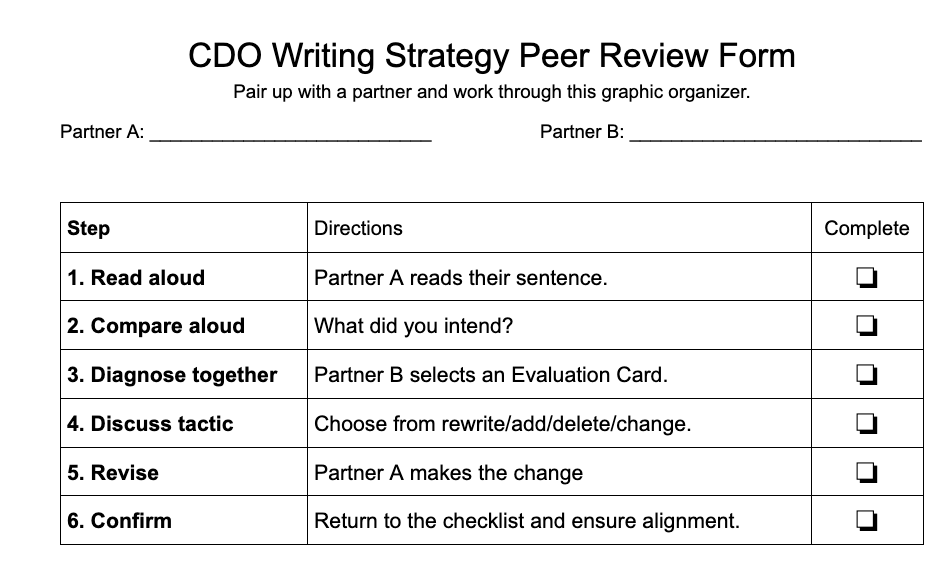 CDO Writing Strategy Peer Review Form
Pair up with a partner and work through this graphic organizer.
Partner A: ___________________________ Partner B: ____________________________
Step Directions Complete
1. Read aloud Partner A reads their sentence. ❏
2. Compare aloud What did you intend? ❏
3. Diagnose together Partner B selects an Evaluation Card. ❏
4. Discuss tactic Choose from rewrite/add/delete/change. ❏
5. Revise Partner A makes the change ❏
6. Confirm Return to the checklist and ensure alignment. ❏